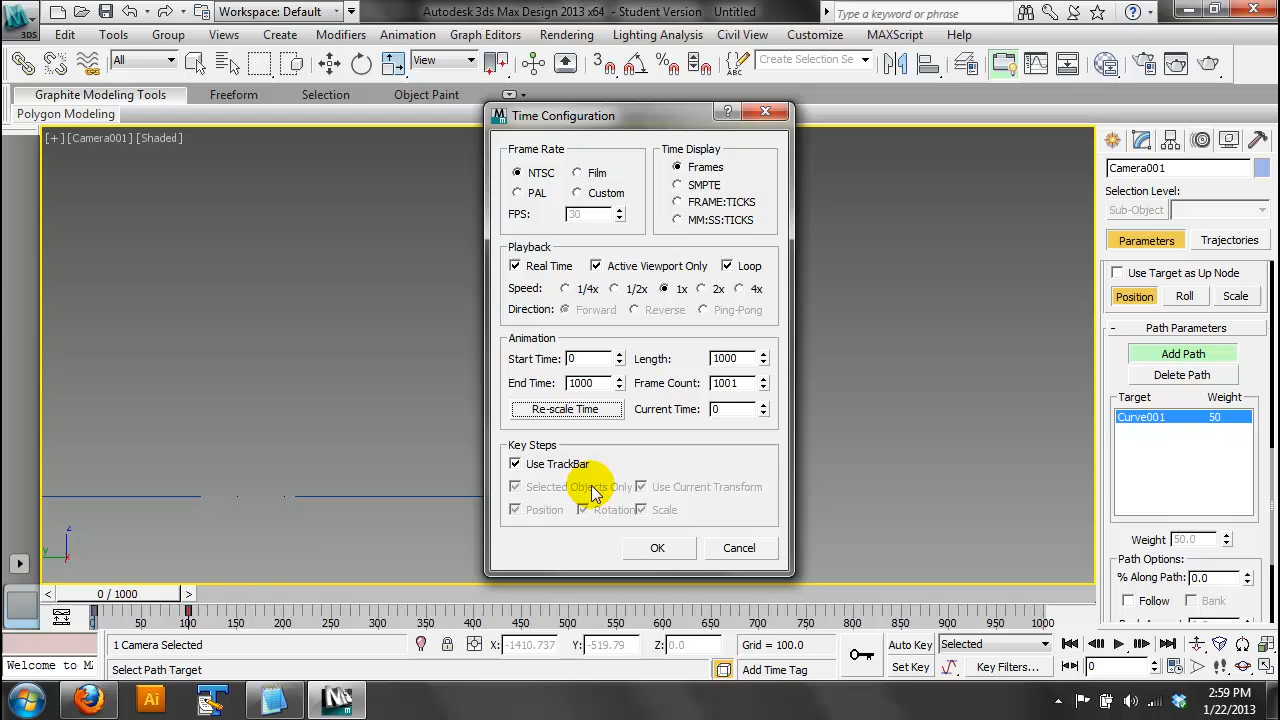 Workspace: Default
Autodesk 3ds Max Design 2013 x64 - Student Version Untitled
Type a keyword or phrase
3DS
Edit Tools Group Views Create Modifiers Animation Graph Editors Rendering Lighting Analysis Civil View Customize MAXScript Help
All View Create Selection Se
Graphite Modeling Tools Freeform Selection Object Paint
Polygon Modeling
[+] [Camera001] [Shaded]
Time Configuration
Frame Rate
NTSC Film
PAL Custom
FPS: 30
Time Display
Frames
SMPTE
FRAME:TICKS
MM:SS:TICKS
Playback
Real Time Active Viewport Only Loop
Speed: 1/4x 1/2x 1x 2x 4x
Direction: Forward Reverse Ping-Pong
Animation
Start Time: 0 Length: 1000
End Time: 1000 Frame Count: 1001
Re-scale Time Current Time: 0
Key Steps
Use TrackBar
Selected Objects Only Use Current Transform
Position Rotation Scale
OK Cancel
Camera001
Selection Level:
Sub-Object
Parameters Trajectories
Use Target as Up Node
Position Roll Scale
- Path Parameters
Add Path
Delete Path
Target Weight
Curve001 50
Weight 50.0
Path Options:
% Along Path: 0.0
Follow Bank
z
y
x
< 0 / 1000 >
0 50 100 150 200 250 300 350 400 450 500 550 600 650 700 750 800 850 900 950 1000
1 Camera Selected X: -1410.737 Y: -519.79 Z: 0.0 Grid = 100.0 Auto Key Selected
Welcome to M Select Path Target Add Time Tag Set Key Key Filters... 0
Ai
2:59 PM
1/22/2013